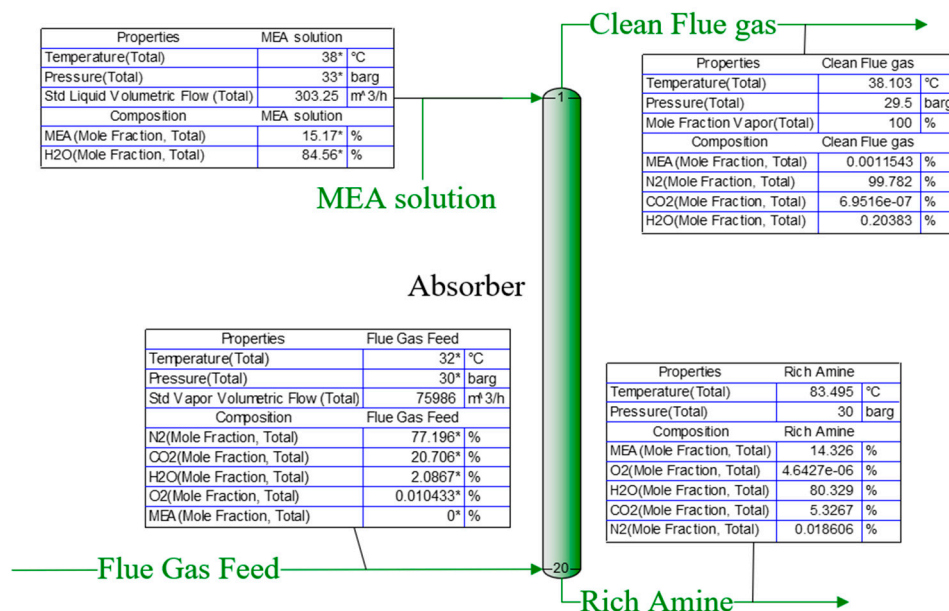 Clean Flue gas
Properties MEA solution
Temperature(Total) 38* °C
Pressure(Total) 33* barg
Std Liquid Volumetric Flow (Total) 303.25 m^3/h
Composition MEA solution
MEA(Mole Fraction, Total) 15.17* %
H2O(Mole Fraction, Total) 84.56* %
Properties Clean Flue gas
Temperature(Total) 38.103 °C
Pressure(Total) 29.5 barg
Mole Fraction Vapor(Total) 100 %
Composition Clean Flue gas
MEA(Mole Fraction, Total) 0.0011543 %
N2(Mole Fraction, Total) 99.782 %
CO2(Mole Fraction, Total) 6.9516e-07 %
H2O(Mole Fraction, Total) 0.20383 %
1
MEA solution
Absorber
Properties Flue Gas Feed
Temperature(Total) 32* °C
Pressure(Total) 30* barg
Std Vapor Volumetric Flow (Total) 75986 m^3/h
Composition Flue Gas Feed
N2(Mole Fraction, Total) 77.196* %
CO2(Mole Fraction, Total) 20.706* %
H2O(Mole Fraction, Total) 2.0867* %
O2(Mole Fraction, Total) 0.010433* %
MEA(Mole Fraction, Total) 0* %
Properties Rich Amine
Temperature(Total) 83.495 °C
Pressure(Total) 30 barg
Composition Rich Amine
MEA(Mole Fraction, Total) 14.326 %
O2(Mole Fraction, Total) 4.6427e-06 %
H2O(Mole Fraction, Total) 80.329 %
CO2(Mole Fraction, Total) 5.3267 %
N2(Mole Fraction, Total) 0.018606 %
Flue Gas Feed
20
Rich Amine